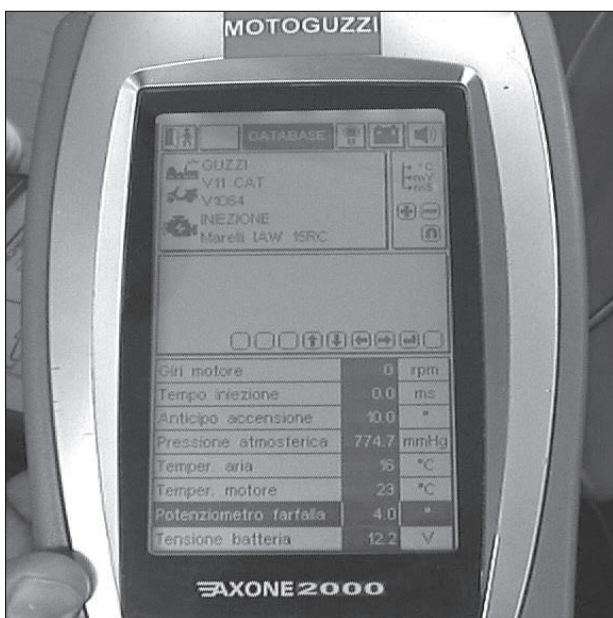 MOTOGUZZI
DATABASE
GUZZI
V11 CAT
V1064
INIEZIONE
Marelli IAW 15RC
°C
mV
mS
Giri motore 0 rpm
Tempo iniezione 0.0 ms
Anticipo accensione 10.0 °
Pressione atmosferica 774.7 mmHg
Temper. aria 16 °C
Temper. motore 23 °C
Potenziometro farfalla 4.0 °
Tensione batteria 12.2 V
AXONE 2000